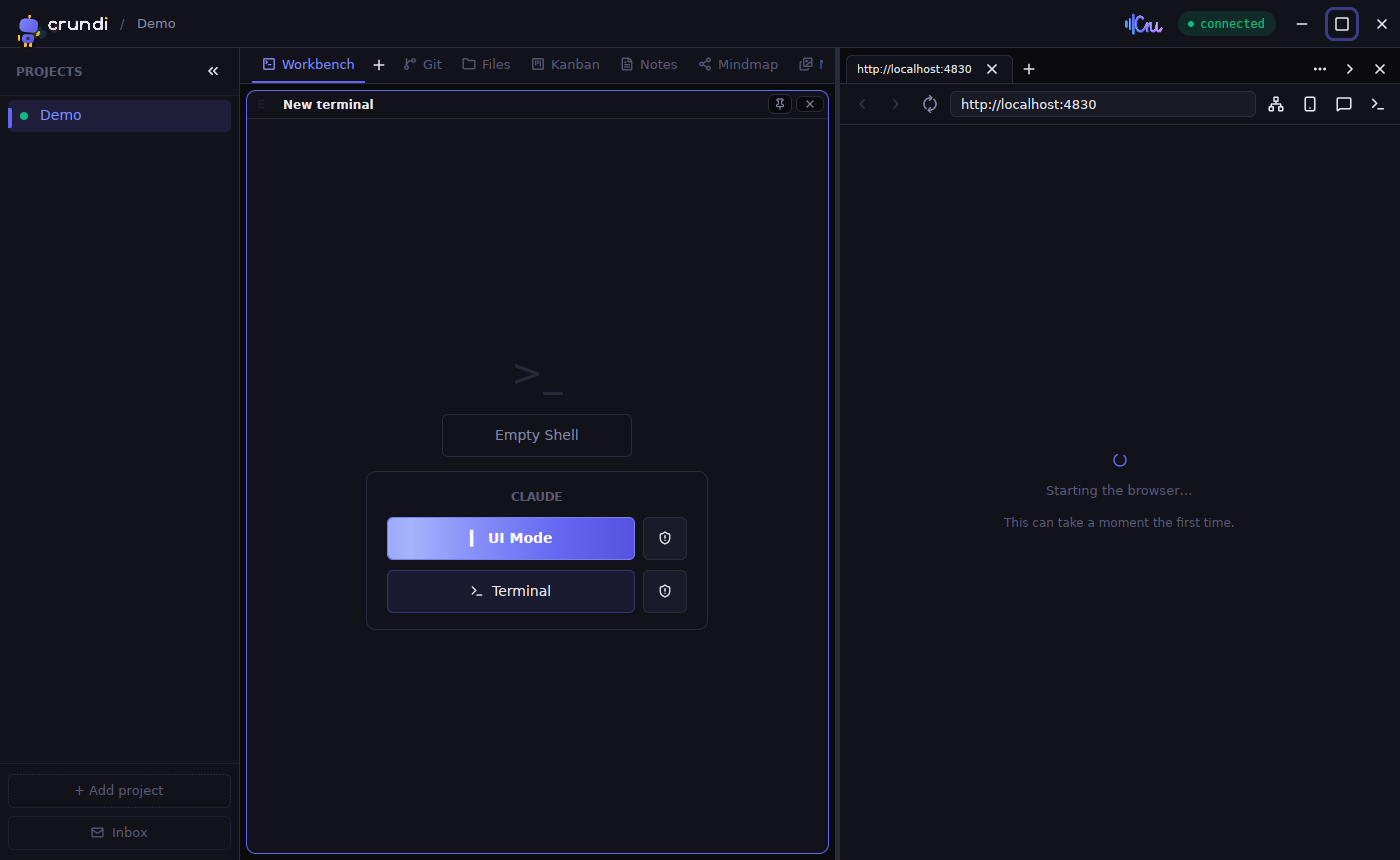 crundi / Demo
Cru
connected
PROJECTS
Demo
+ Add project
Inbox
Workbench
Git
Files
Kanban
Notes
Mindmap
New terminal
>_
Empty Shell
CLAUDE
UI Mode
Terminal
http://localhost:4830
http://localhost:4830
Starting the browser...
This can take a moment the first time.